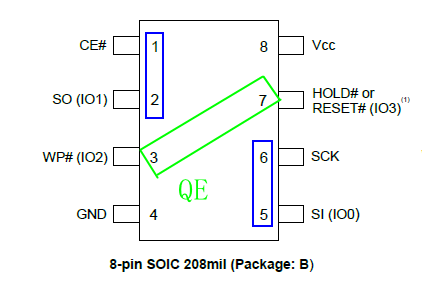 CE# 1 8 Vcc
SO (IO1) 2 7 HOLD# or
RESET# (IO3)(1)
WP# (IO2) 3 6 SCK
QE
GND 4 5 SI (IO0)
8-pin SOIC 208mil (Package: B)